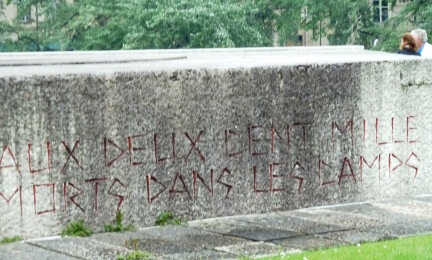 AUX DEUX CENT MILLE
MORTS DANS LES CAMPS